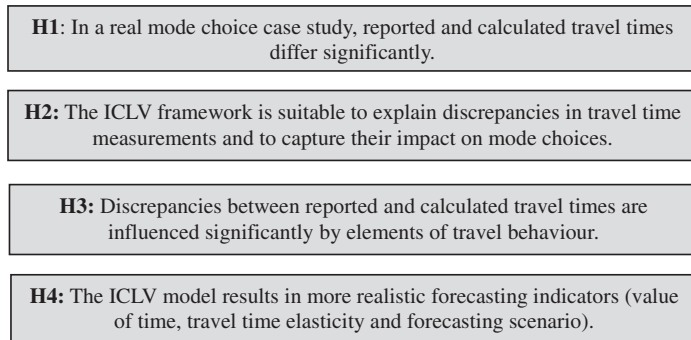 H1: In a real mode choice case study, reported and calculated travel times
differ significantly.
H2: The ICLV framework is suitable to explain discrepancies in travel time
measurements and to capture their impact on mode choices.
H3: Discrepancies between reported and calculated travel times are
influenced significantly by elements of travel behaviour.
H4: The ICLV model results in more realistic forecasting indicators (value
of time, travel time elasticity and forecasting scenario).